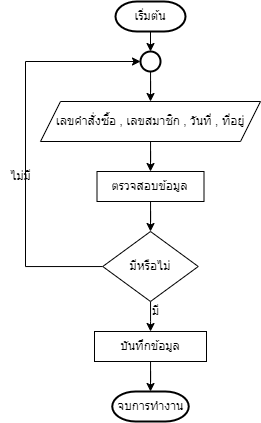 เริ่มต้น
เลขคำสั่งซื้อ , เลขสมาชิก , วันที่ , ที่อยู่
ไม่มี
ตรวจสอบข้อมูล
มีหรือไม่
มี
บันทึกข้อมูล
จบการทำงาน